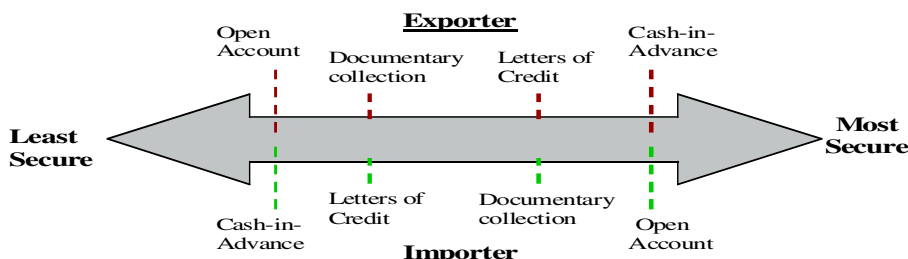 Exporter
Open
Account
Documentary
collection
Letters of
Credit
Cash-in-
Advance
Least
Secure
Most
Secure
Cash-in-
Advance
Letters of
Credit
Documentary
collection
Open
Account
Importer